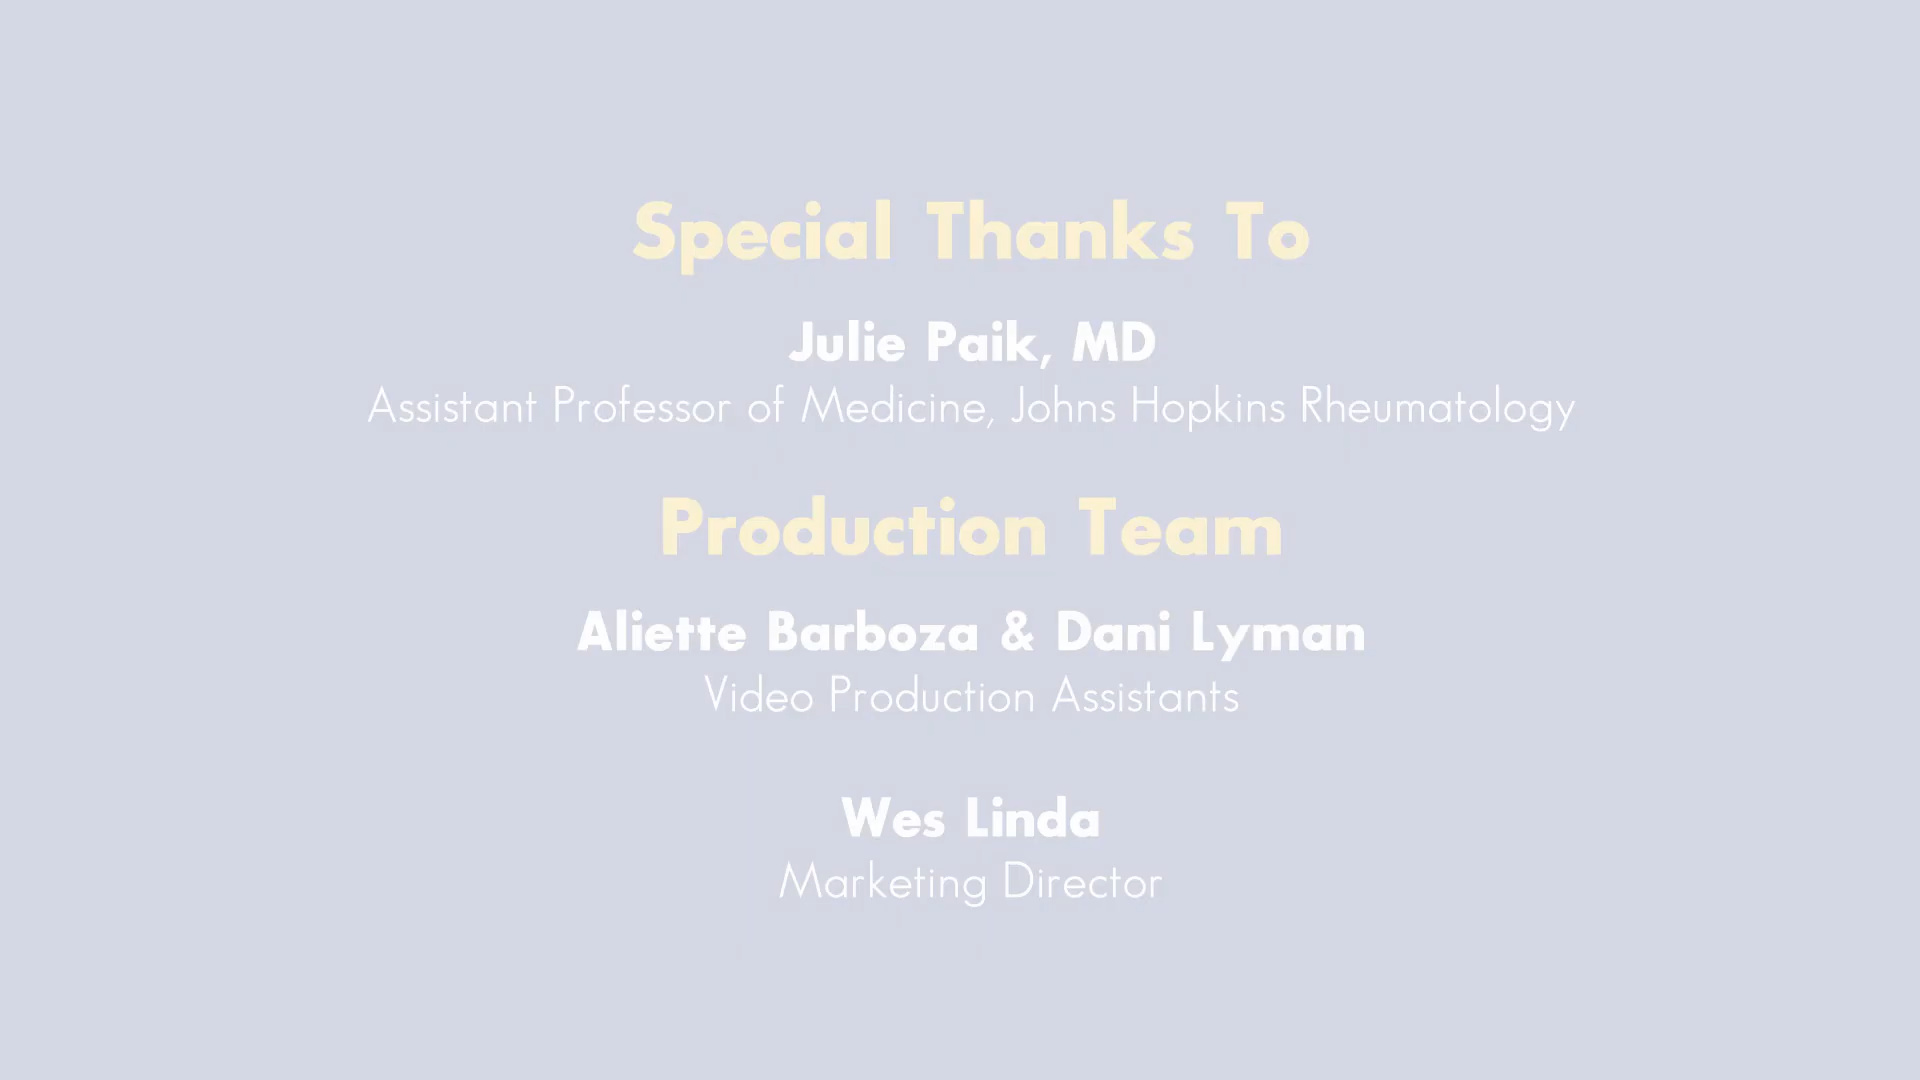 Special Thanks To
Julie Paik, MD
Assistant Professor of Medicine, Johns Hopkins Rheumatology
Production Team
Aliette Barboza & Dani Lyman
Video Production Assistants
Wes Linda
Marketing Director